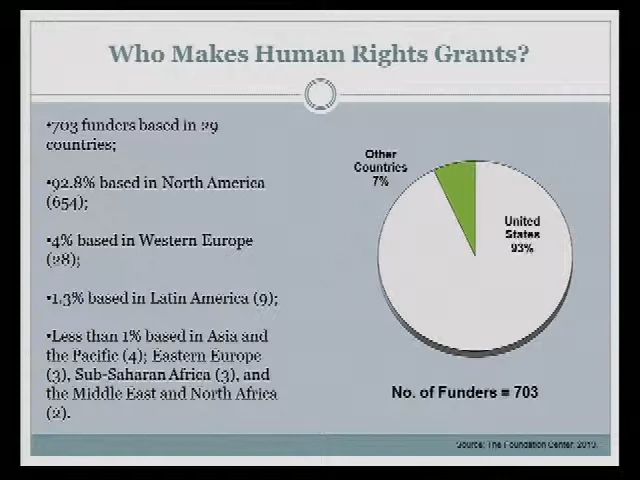 Who Makes Human Rights Grants?
•703 funders based in 29
countries;
•92.8% based in North America
(654);
•4% based in Western Europe
(28);
•1.3% based in Latin America (9);
•Less than 1% based in Asia and
the Pacific (4); Eastern Europe
(3), Sub-Saharan Africa (3), and
the Middle East and North Africa
(2).
Other
Countries
7%
United
States
93%
No. of Funders = 703
Source: The Foundation Center, 2013.